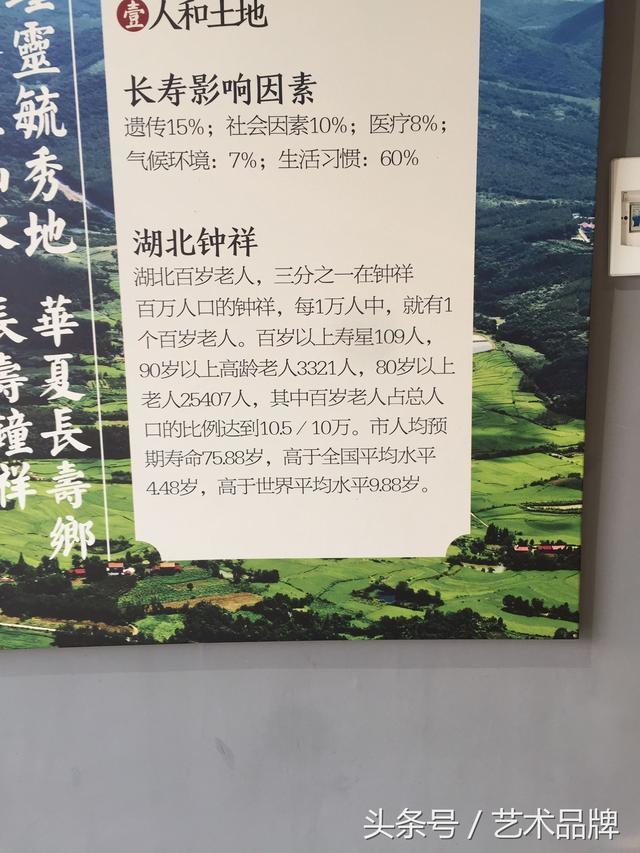 壹 人和土地
长寿影响因素
遗传15%；社会因素10%；医疗8%；
气候环境：7%；生活习惯：60%
湖北钟祥
湖北百岁老人，三分之一在钟祥
百万人口的钟祥，每1万人中，就有1
个百岁老人。百岁以上寿星109人，
90岁以上高龄老人3321人，80岁以上
老人25407人，其中百岁老人占总人
口的比例达到10.5／10万。市人均预
期寿命75.88岁，高于全国平均水平
4.48岁，高于世界平均水平9.88岁。
靈毓秀地 華夏長壽鄉
水 長壽鐘祥
头条号 / 艺术品牌